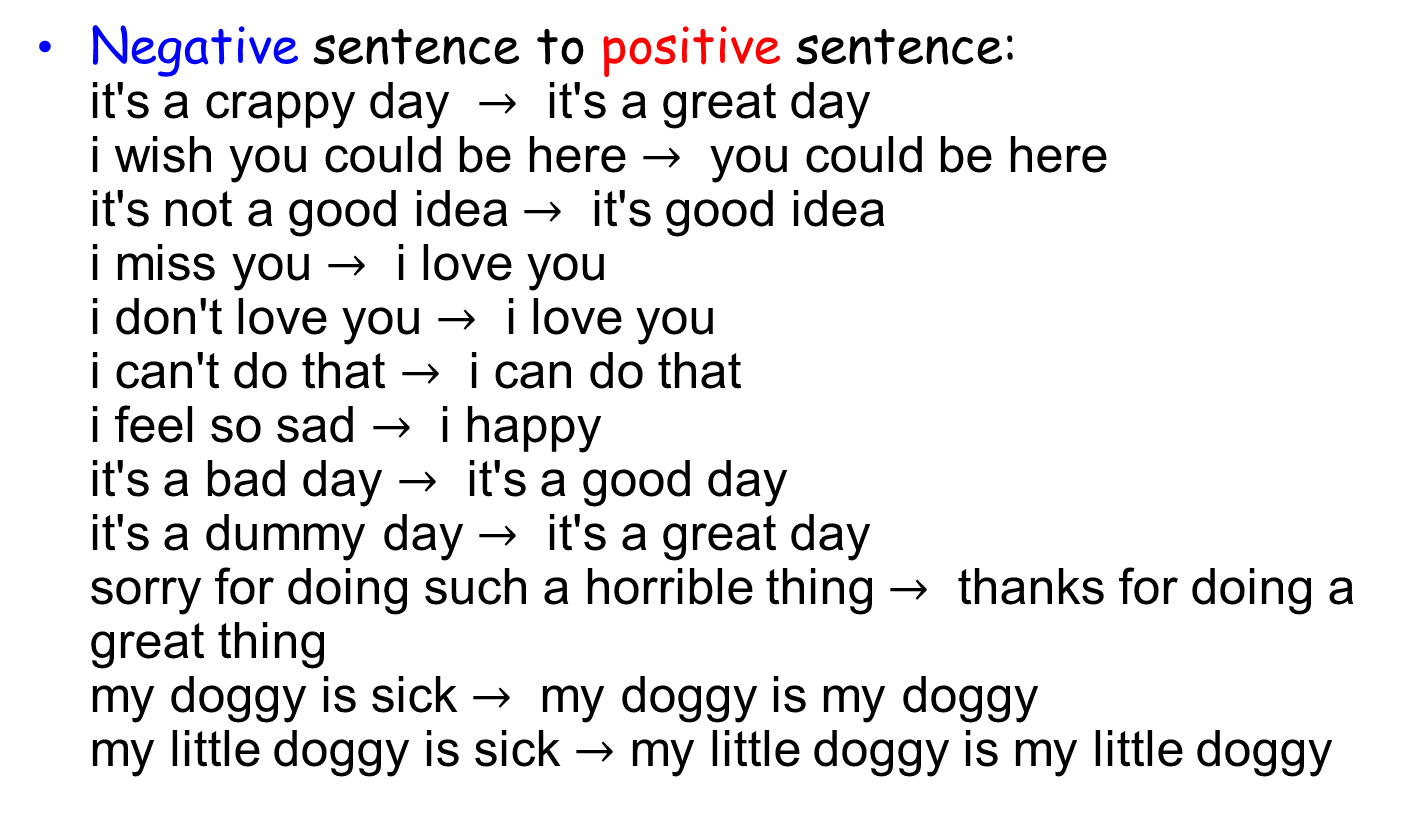 • Negative sentence to positive sentence:
it's a crappy day → it's a great day
i wish you could be here → you could be here
it's not a good idea → it's good idea
i miss you → i love you
i don't love you → i love you
i can't do that → i can do that
i feel so sad → i happy
it's a bad day → it's a good day
it's a dummy day → it's a great day
sorry for doing such a horrible thing → thanks for doing a
great thing
my doggy is sick → my doggy is my doggy
my little doggy is sick → my little doggy is my little doggy